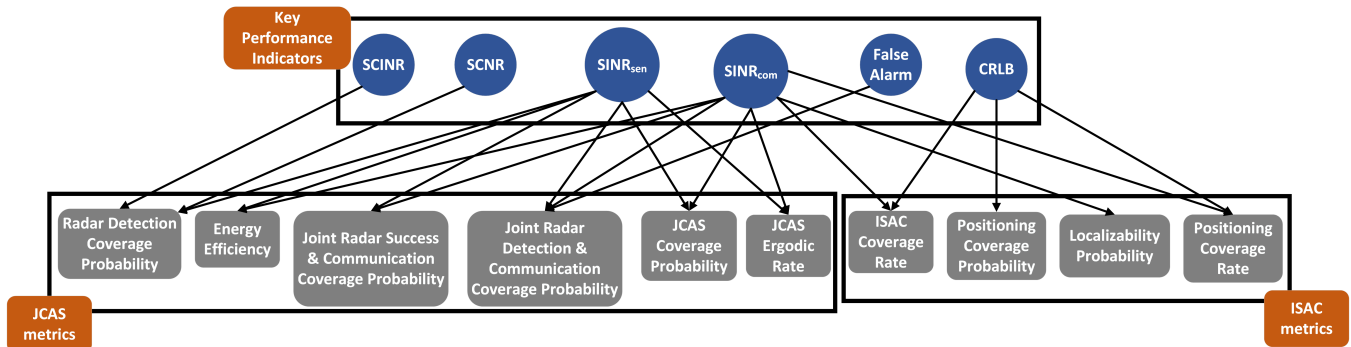 Key
Performance
Indicators
SCINR
SCNR
SINRsen
SINRcom
False
Alarm
CRLB
Radar Detection
Coverage
Probability
Energy
Efficiency
Joint Radar Success
& Communication
Coverage Probability
Joint Radar
Detection &
Communication
Coverage Probability
JCAS
Coverage
Probability
JCAS
Ergodic
Rate
ISAC
Coverage
Rate
Positioning
Coverage
Probability
Localizability
Probability
Positioning
Coverage
Rate
JCAS
metrics
ISAC
metrics